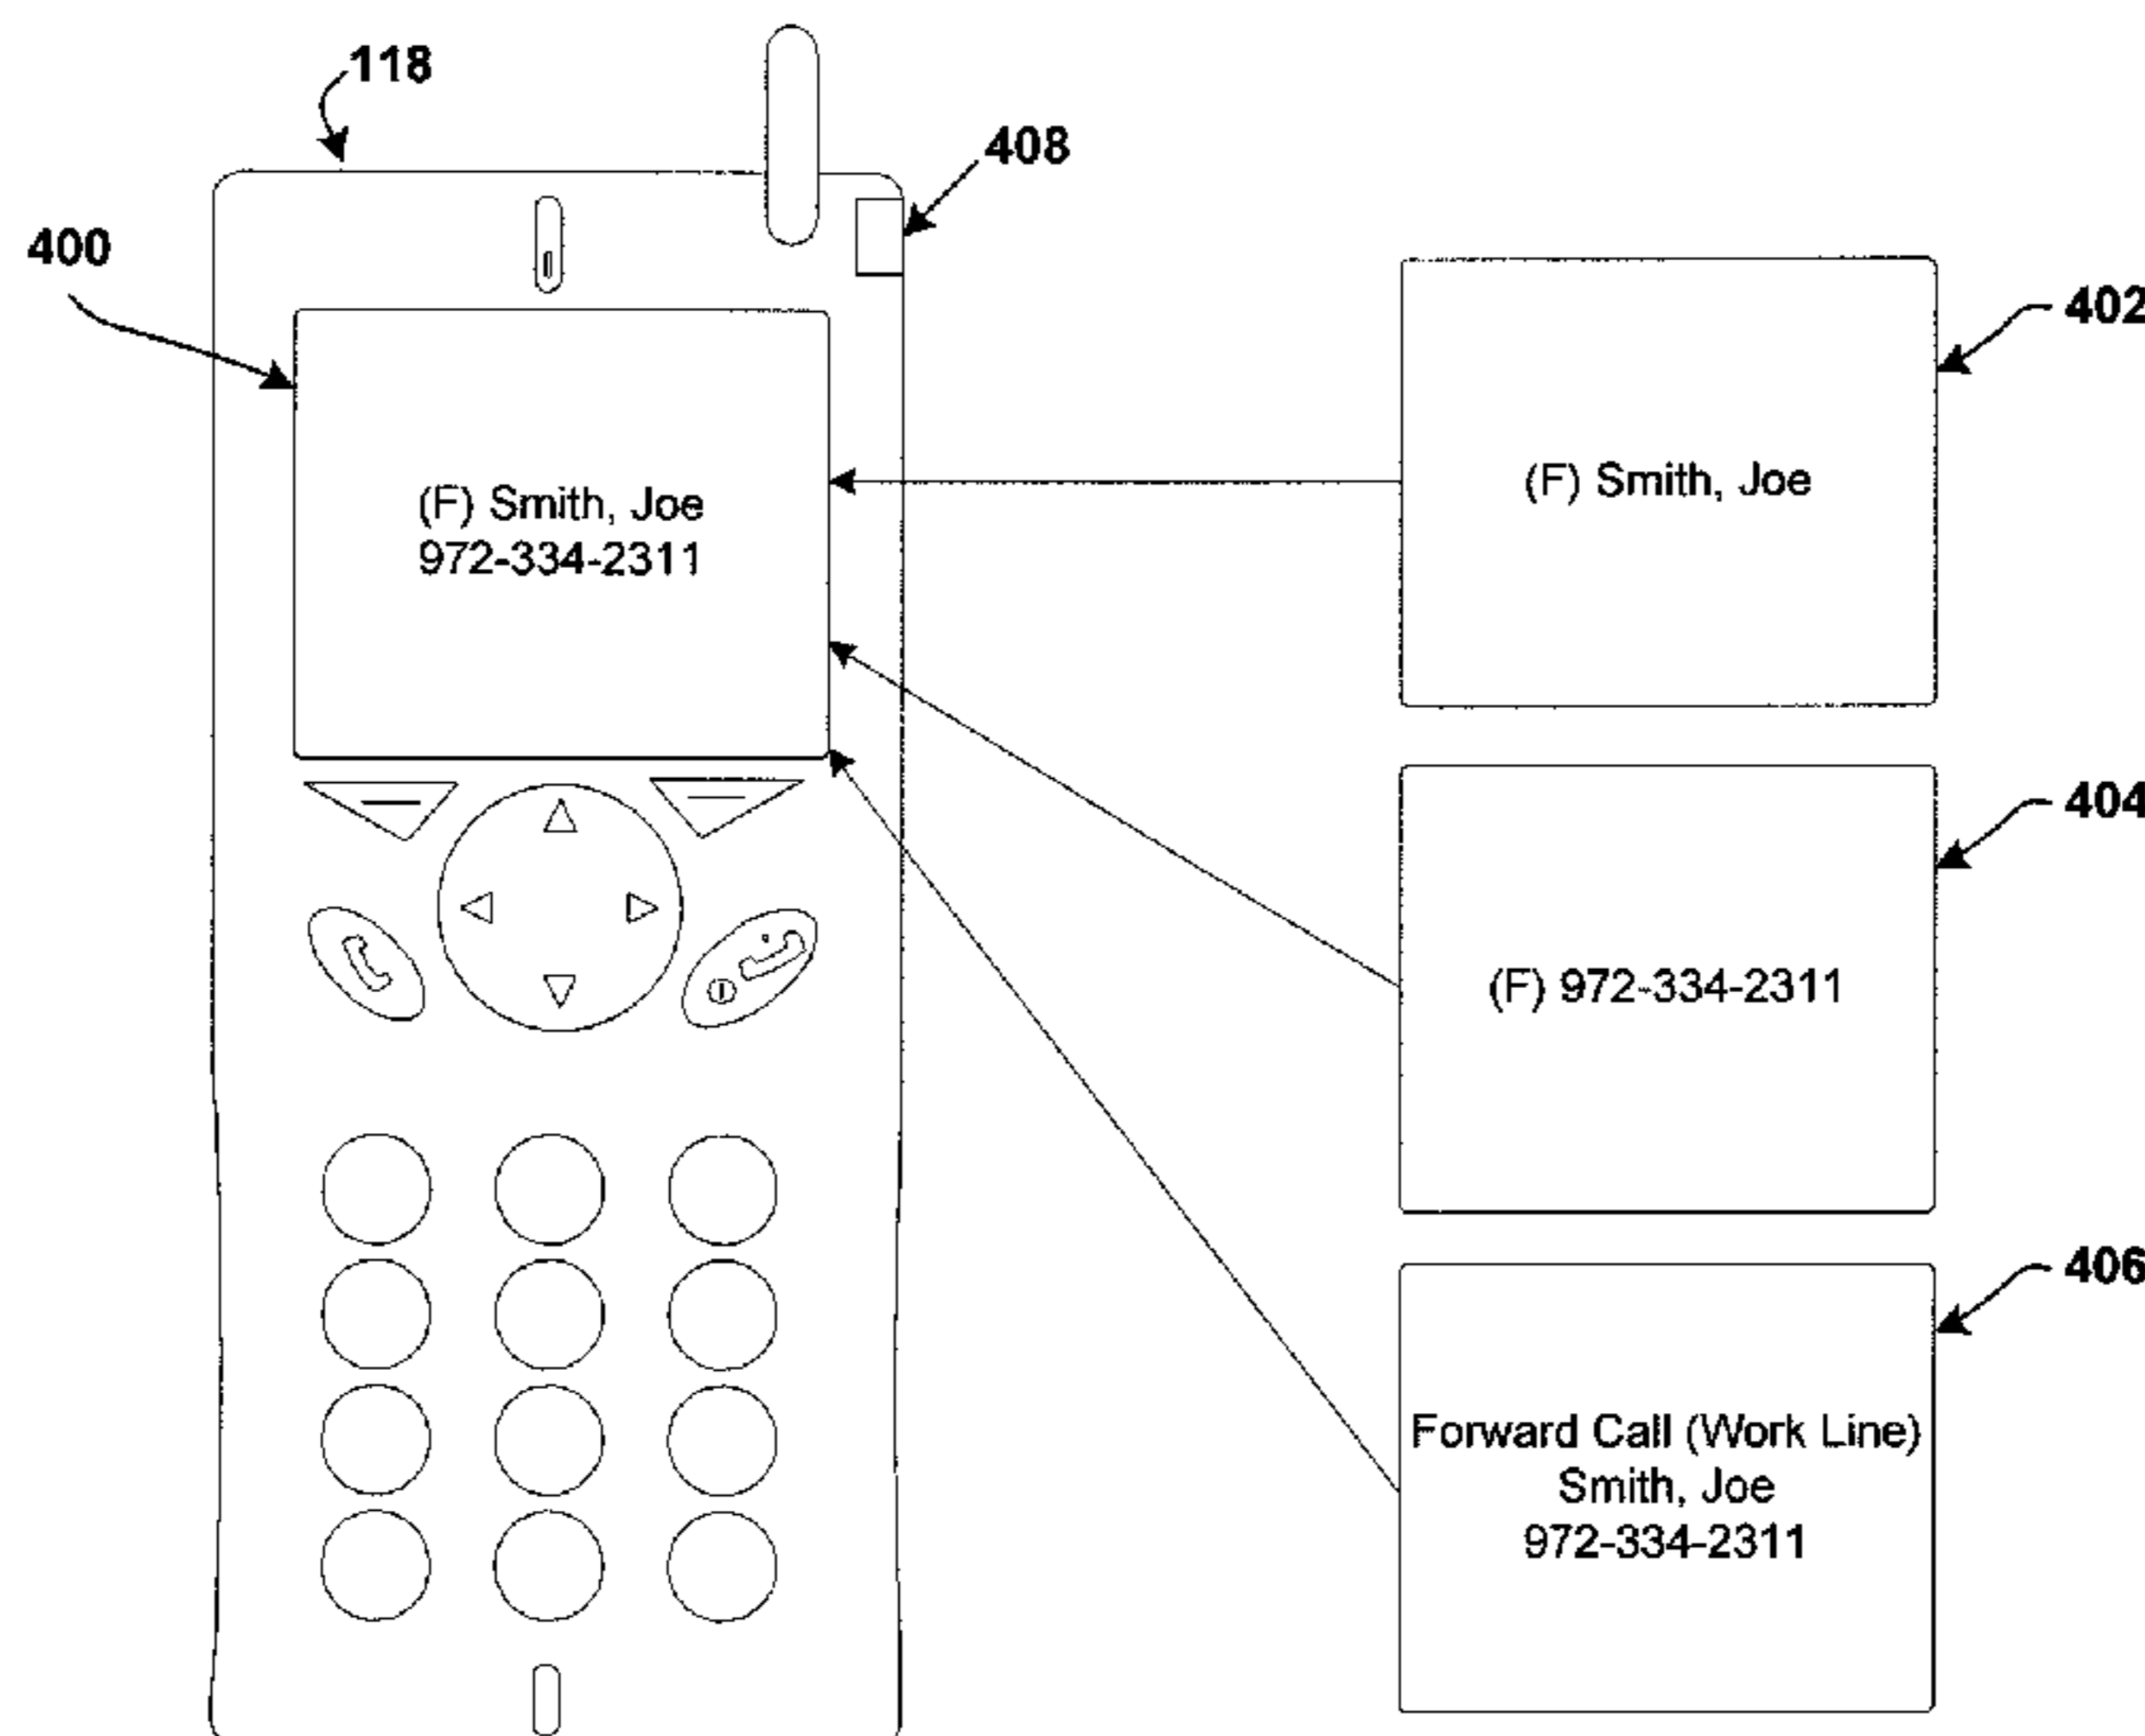 118
408
400
402
(F) Smith, Joe
972-334-2311
(F) Smith, Joe
404
(F) 972-334-2311
406
Forward Call (Work Line)
Smith, Joe
972-334-2311